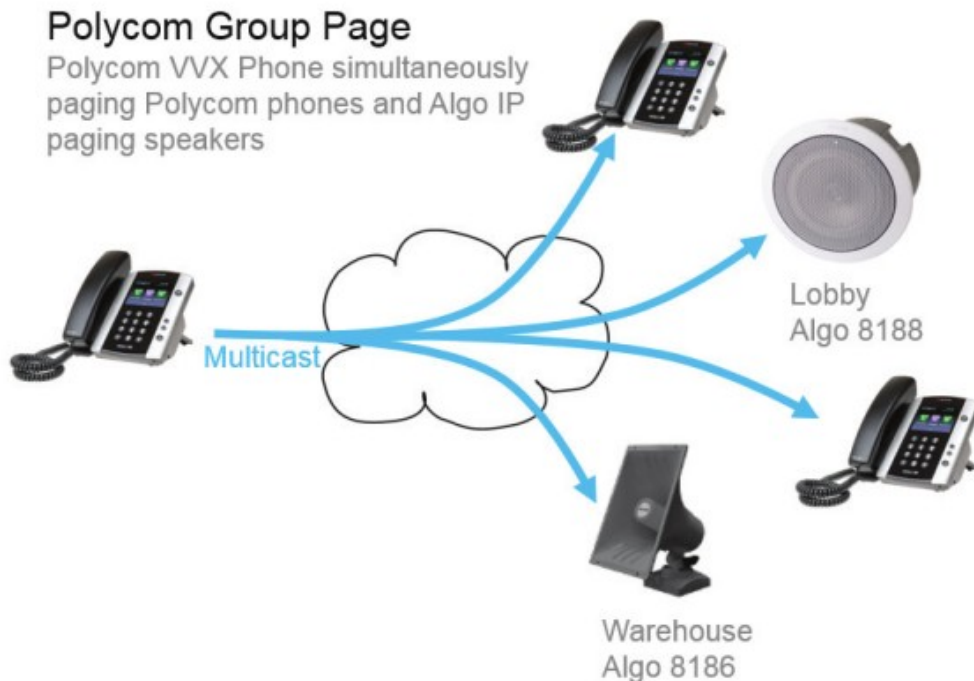 Polycom Group Page
Polycom VVX Phone simultaneously
paging Polycom phones and Algo IP
paging speakers
Multicast
Lobby
Algo 8188
Warehouse
Algo 8186